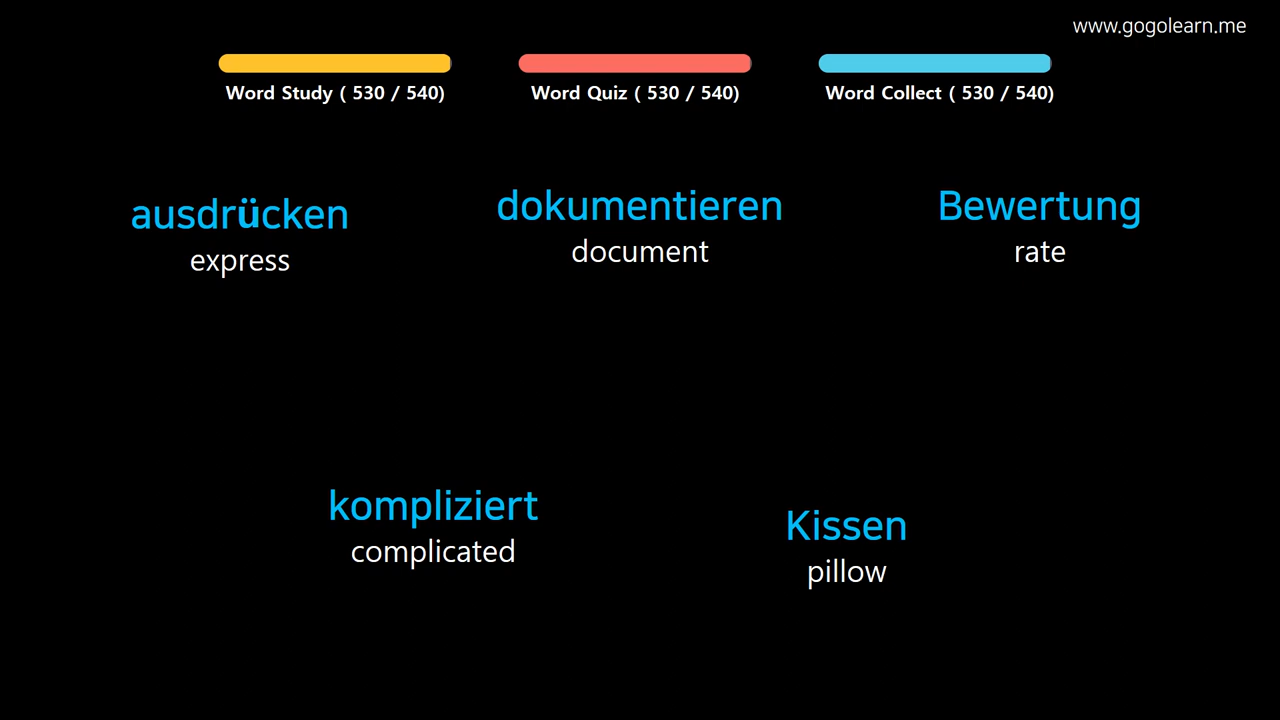 www.gogolearn.me
Word Study ( 530 / 540)
Word Quiz ( 530 / 540)
Word Collect ( 530 / 540)
ausdrücken
express
dokumentieren
document
Bewertung
rate
kompliziert
complicated
Kissen
pillow